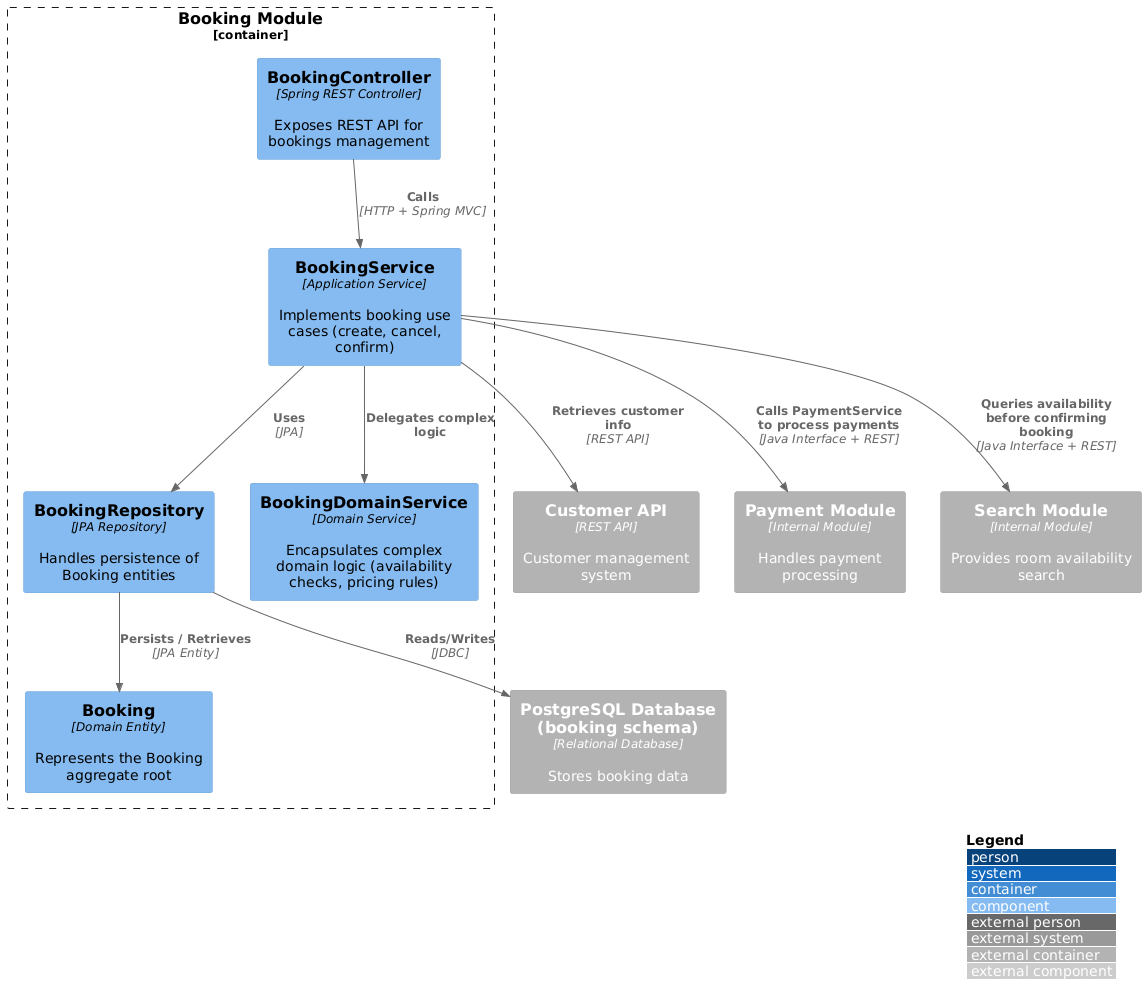 Booking Module
[container]
BookingController
[Spring REST Controller]
Exposes REST API for
bookings management
Calls
[HTTP + Spring MVC]
BookingService
[Application Service]
Implements booking use
cases (create, cancel,
confirm)
Uses
[JPA]
Delegates complex
logic
Retrieves customer
info
[REST API]
Calls PaymentService
to process payments
[Java Interface + REST]
Queries availability
before confirming
booking
[Java Interface + REST]
BookingRepository
[JPA Repository]
Handles persistence of
Booking entities
BookingDomainService
[Domain Service]
Encapsulates complex
domain logic (availability
checks, pricing rules)
Customer API
[REST API]
Customer management
system
Payment Module
[Internal Module]
Handles payment
processing
Search Module
[Internal Module]
Provides room availability
search
Persists / Retrieves
[JPA Entity]
Reads/Writes
[JDBC]
Booking
[Domain Entity]
Represents the Booking
aggregate root
PostgreSQL Database
(booking schema)
[Relational Database]
Stores booking data
Legend
person
system
container
component
external person
external system
external container
external component